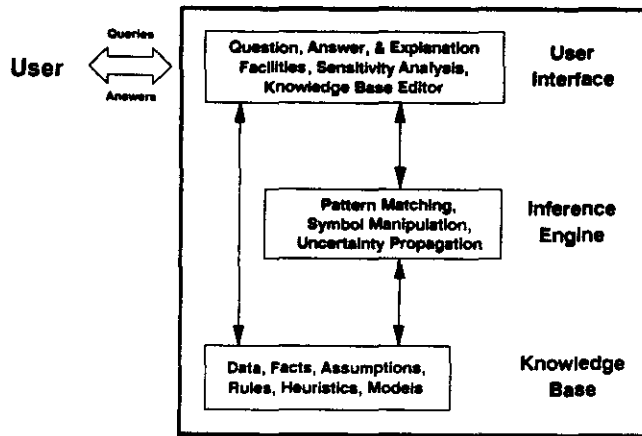 Queries
User
Answers
Question, Answer, & Explanation
Facilities, Sensitivity Analysis,
Knowledge Base Editor
User
Interface
Pattern Matching,
Symbol Manipulation,
Uncertainty Propagation
Inference
Engine
Data, Facts, Assumptions,
Rules, Heuristics, Models
Knowledge
Base